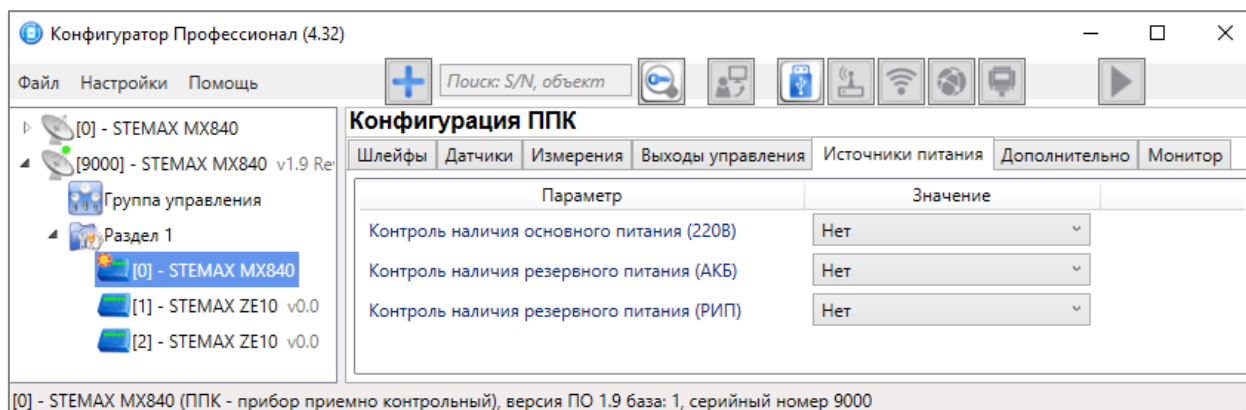 Конфигуратор Профессионал (4.32)
Файл Настройки Помощь
Поиск: S/N, объект
[0] - STEMAX MX840
[9000] - STEMAX MX840 v1.9 Re
Группа управления
Раздел 1
[0] - STEMAX MX840
[1] - STEMAX ZE10 v0.0
[2] - STEMAX ZE10 v0.0
Конфигурация ППК
Шлейфы Датчики Измерения Выходы управления Источники питания Дополнительно Монитор
Параметр Значение
Контроль наличия основного питания (220В) Нет
Контроль наличия резервного питания (АКБ) Нет
Контроль наличия резервного питания (РИП) Нет
[0] - STEMAX MX840 (ППК - прибор приемно контрольный), версия ПО 1.9 база: 1, серийный номер 9000